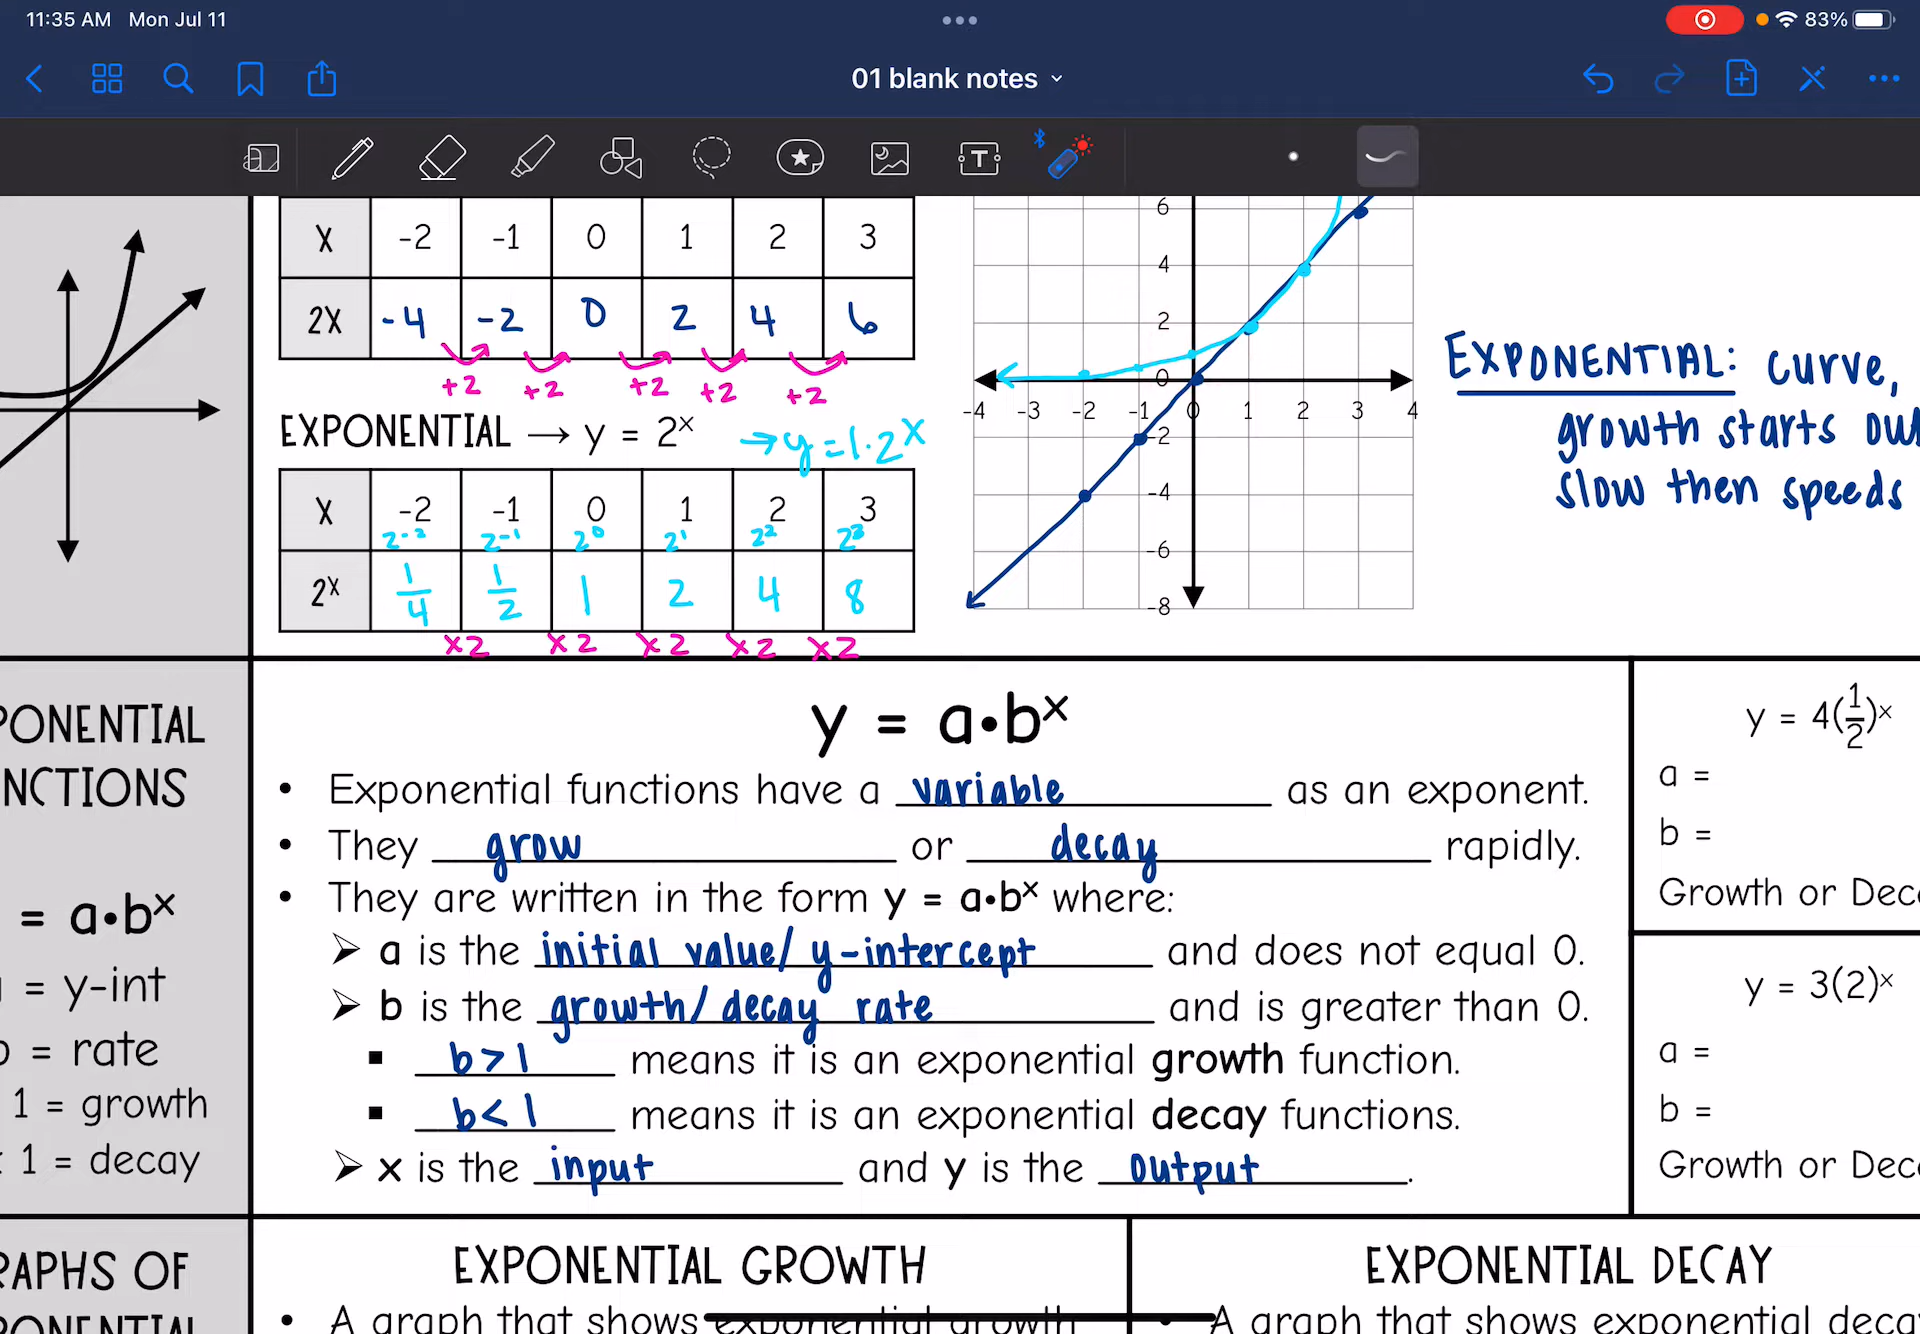 11:35 AM Mon Jul 11
83%
01 blank notes
T
X -2 -1 0 1 2 3
2X -4 -2 0 2 4 6
+2 +2 +2 +2 +2
EXPONENTIAL → y = 2ˣ → y = 1·2ˣ
X -2 -1 0 1 2 3
2⁻² 2⁻¹ 2⁰ 2¹ 2² 2³
2ˣ 1/4 1/2 1 2 4 8
x2 x2 x2 x2 x2
6
4
2
0
-4 -3 -2 -1 0 1 2 3 4
-2
-4
-6
-8
EXPONENTIAL: curve,
growth starts out
slow then speeds
PONENTIAL
NCTIONS
= a•bˣ
= y-int
= rate
1 = growth
1 = decay
y = a•bˣ
• Exponential functions have a variable as an exponent.
• They grow or decay rapidly.
• They are written in the form y = a•bˣ where:
➢ a is the initial value/ y-intercept and does not equal 0.
➢ b is the growth/ decay rate and is greater than 0.
▪ b > 1 means it is an exponential growth function.
▪ b < 1 means it is an exponential decay functions.
➢ x is the input and y is the output.
y = 4(1/2)ˣ
a =
b =
Growth or Dec
y = 3(2)ˣ
a =
b =
Growth or Dec
RAPHS OF
PONENTIAL
EXPONENTIAL GROWTH
• A graph that shows exponential growth
EXPONENTIAL DECAY
• A graph that shows exponential deca